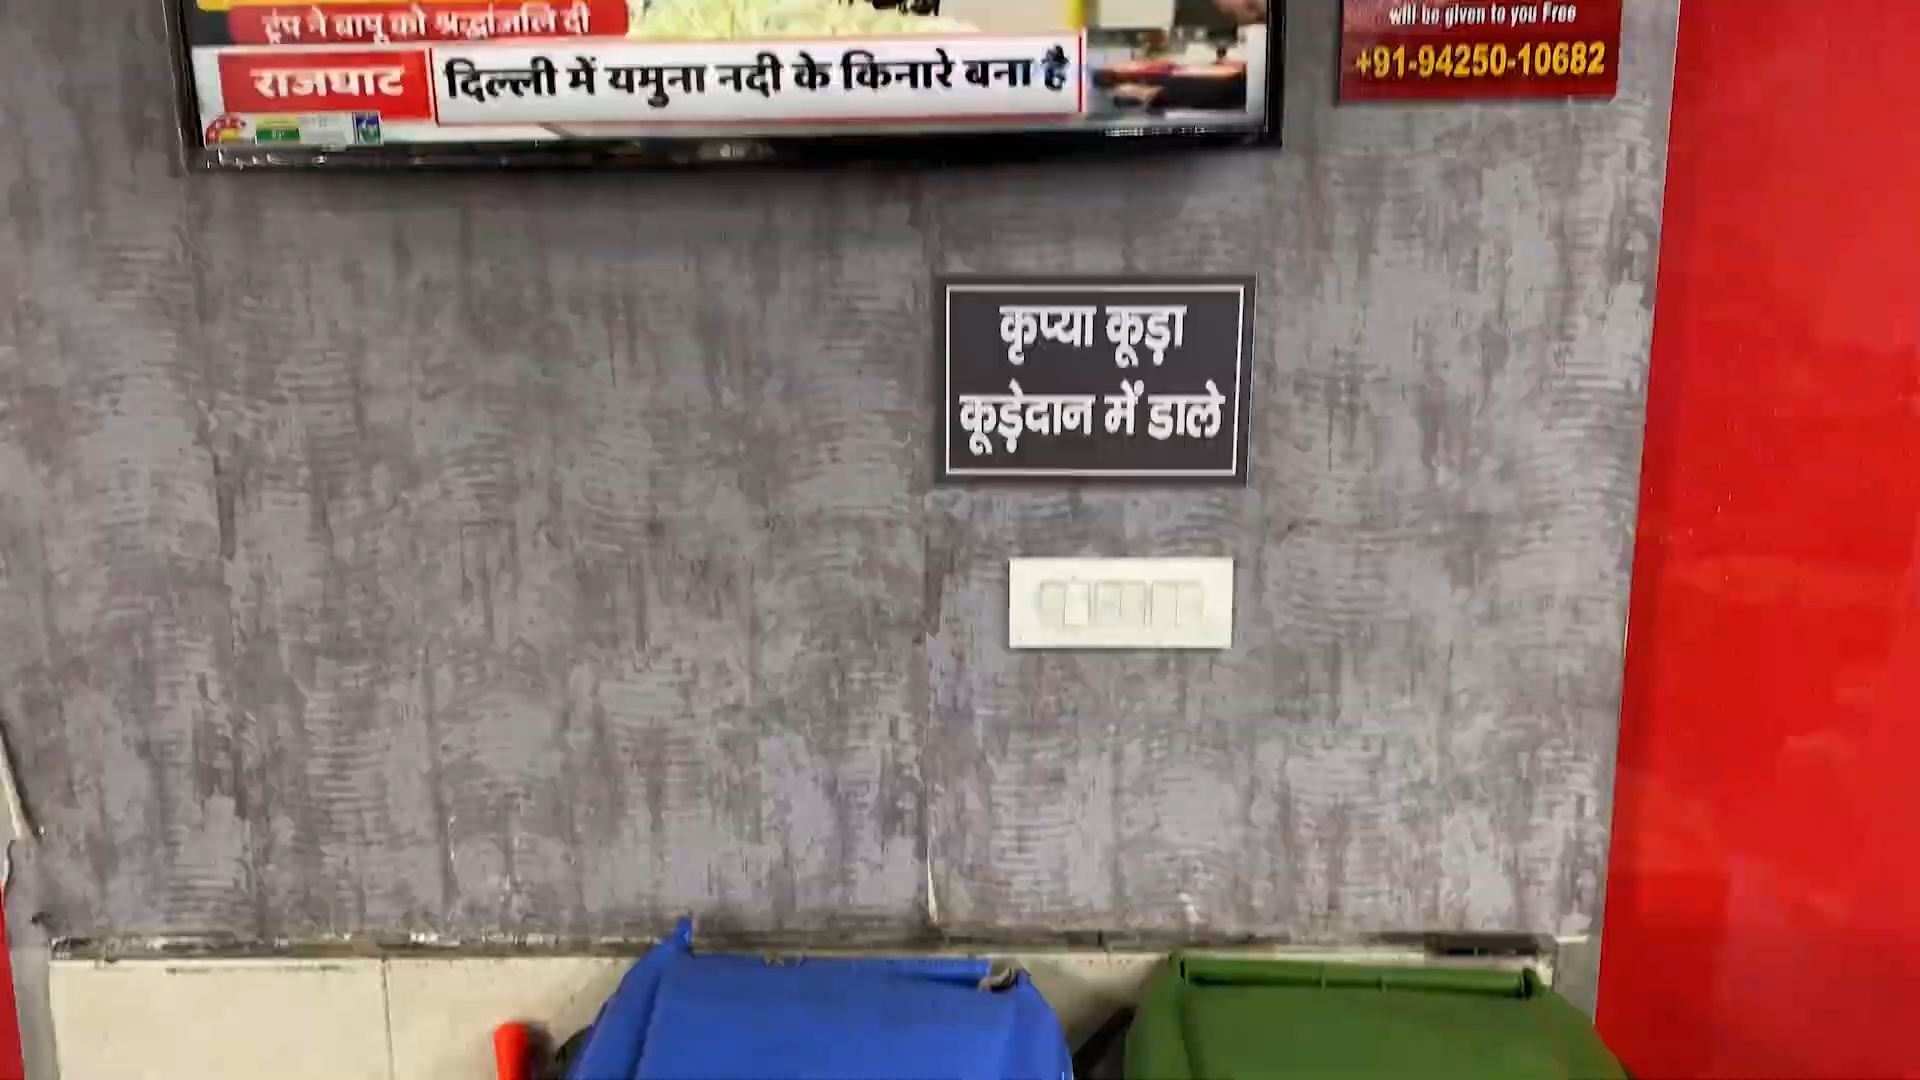 ट्रंप ने बापू को श्रद्धांजलि दी
राजघाट
दिल्ली में यमुना नदी के किनारे बना है
will be given to you Free
+91-94250-10682
कृप्या कूड़ा
कूड़ेदान में डाले